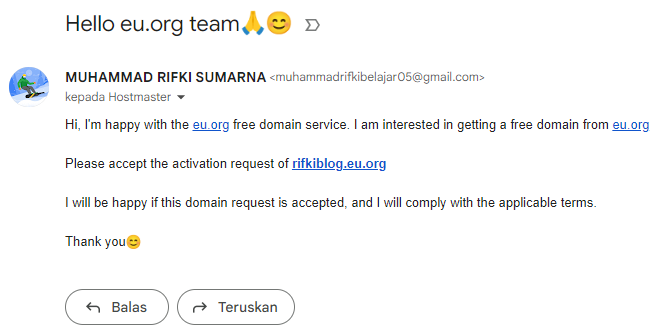 Hello eu.org team🙏😊
MUHAMMAD RIFKI SUMARNA <muhammadrifkibelajar05@gmail.com>
kepada Hostmaster
Hi, I'm happy with the eu.org free domain service. I am interested in getting a free domain from eu.org
Please accept the activation request of rifkiblog.eu.org
I will be happy if this domain request is accepted, and I will comply with the applicable terms.
Thank you😊
Balas Teruskan